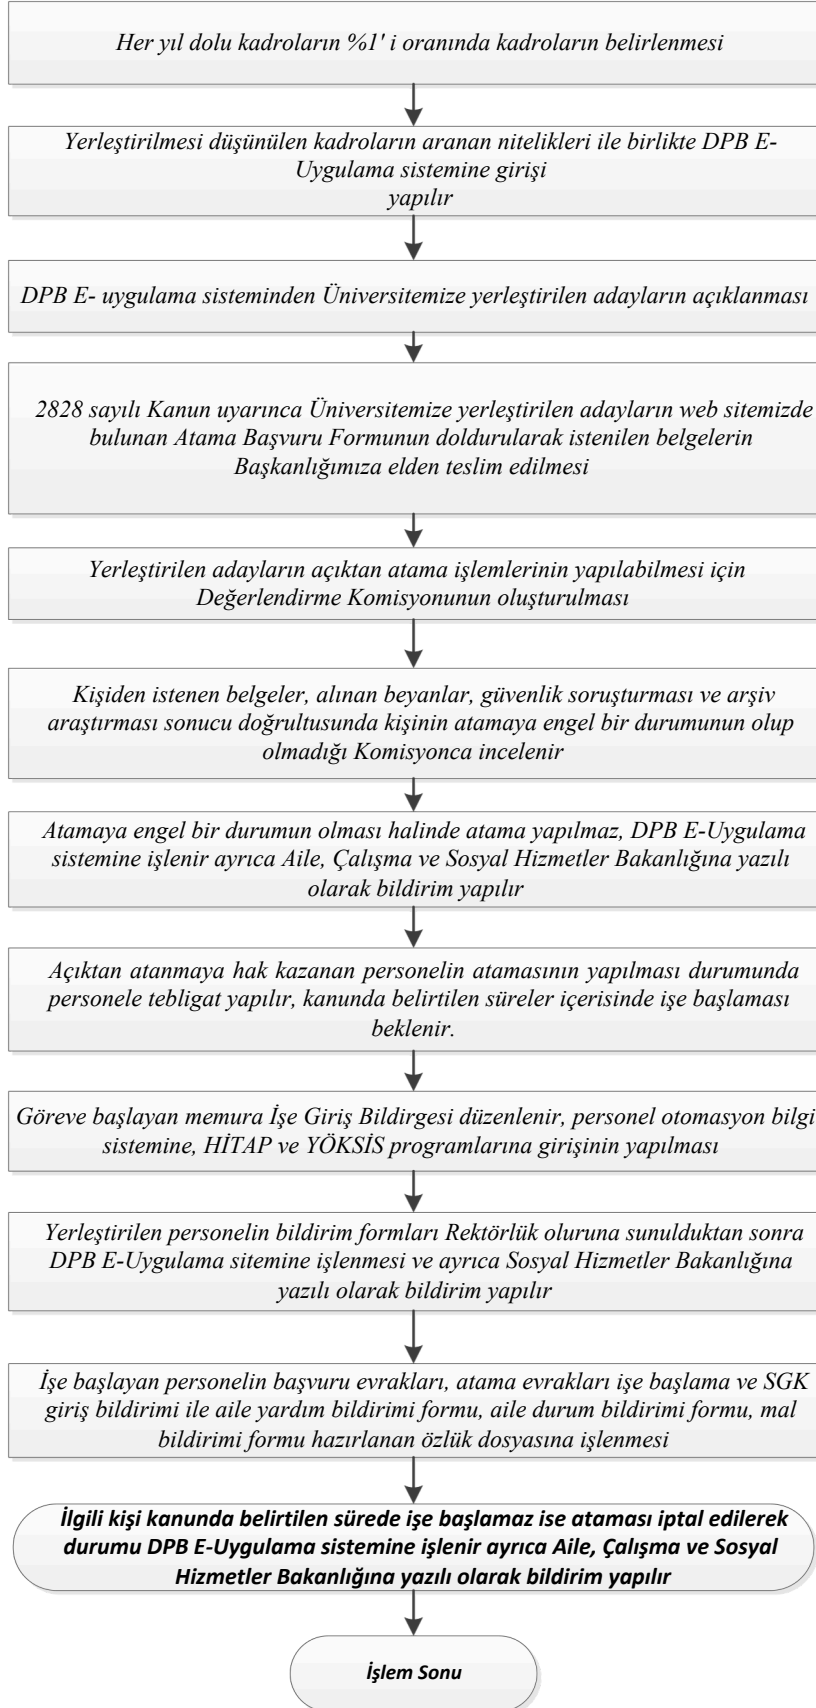 Her yıl dolu kadroların %1' i oranında kadroların belirlenmesi
Yerleştirilmesi düşünülen kadroların aranan nitelikleri ile birlikte DPB E-
Uygulama sistemine girişi
yapılır
DPB E- uygulama sisteminden Üniversitemize yerleştirilen adayların açıklanması
2828 sayılı Kanun uyarınca Üniversitemize yerleştirilen adayların web sitemizde
bulunan Atama Başvuru Formunun doldurularak istenilen belgelerin
Başkanlığımıza elden teslim edilmesi
Yerleştirilen adayların açıktan atama işlemlerinin yapılabilmesi için
Değerlendirme Komisyonunun oluşturulması
Kişiden istenen belgeler, alınan beyanlar, güvenlik soruşturması ve arşiv
araştırması sonucu doğrultusunda kişinin atamaya engel bir durumunun olup
olmadığı Komisyonca incelenir
Atamaya engel bir durumun olması halinde atama yapılmaz, DPB E-Uygulama
sistemine işlenir ayrıca Aile, Çalışma ve Sosyal Hizmetler Bakanlığına yazılı
olarak bildirim yapılır
Açıktan atanmaya hak kazanan personelin atamasının yapılması durumunda
personele tebligat yapılır, kanunda belirtilen süreler içerisinde işe başlaması
beklenir.
Göreve başlayan memura İşe Giriş Bildirgesi düzenlenir, personel otomasyon bilgi
sistemine, HİTAP ve YÖKSİS programlarına girişinin yapılması
Yerleştirilen personelin bildirim formları Rektörlük oluruna sunulduktan sonra
DPB E-Uygulama sitemine işlenmesi ve ayrıca Sosyal Hizmetler Bakanlığına
yazılı olarak bildirim yapılır
İşe başlayan personelin başvuru evrakları, atama evrakları işe başlama ve SGK
giriş bildirimi ile aile yardım bildirimi formu, aile durum bildirimi formu, mal
bildirimi formu hazırlanan özlük dosyasına işlenmesi
İlgili kişi kanunda belirtilen sürede işe başlamaz ise ataması iptal edilerek
durumu DPB E-Uygulama sistemine işlenir ayrıca Aile, Çalışma ve Sosyal
Hizmetler Bakanlığına yazılı olarak bildirim yapılır
İşlem Sonu